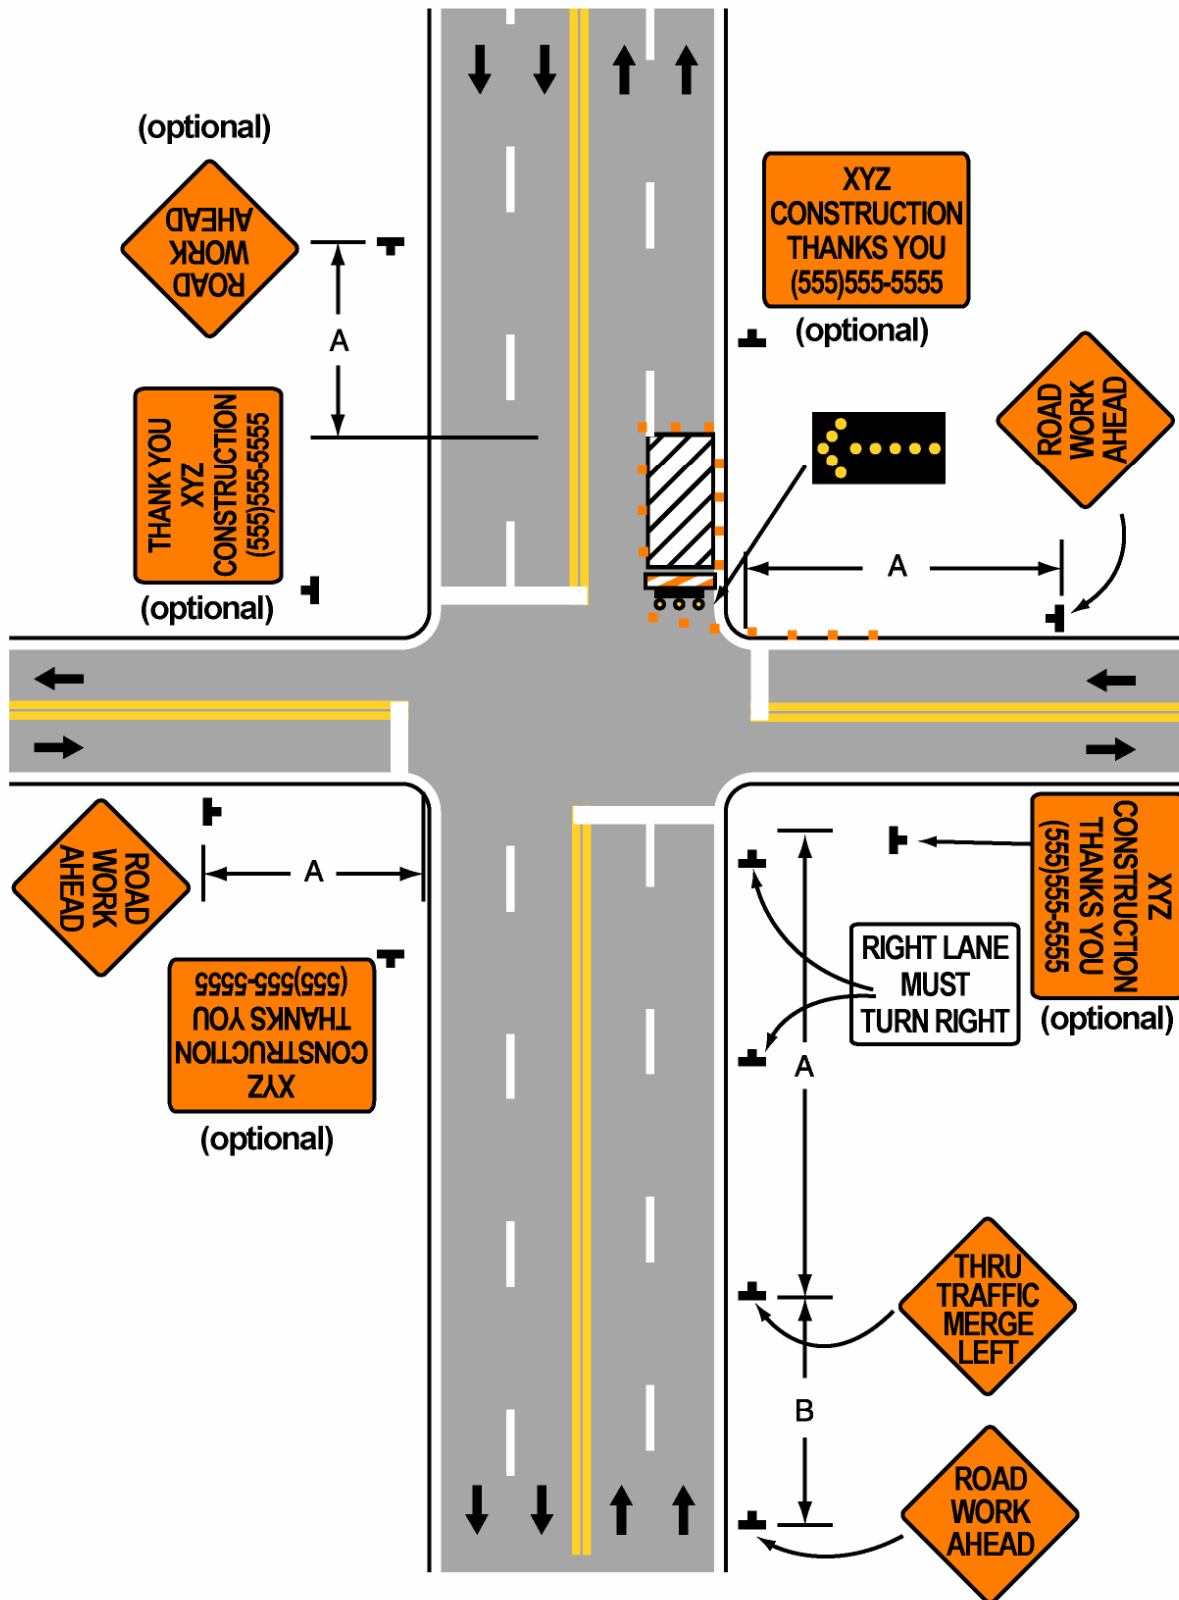 (optional)
ROAD
WORK
AHEAD
A
THANK YOU
XYZ
CONSTRUCTION
(555)555-5555
(optional)
XYZ
CONSTRUCTION
THANKS YOU
(555)555-5555
(optional)
ROAD
WORK
AHEAD
A
ROAD
WORK
AHEAD
A
XYZ
CONSTRUCTION
THANKS YOU
(555)555-5555
(optional)
XYZ
CONSTRUCTION
THANKS YOU
(555)555-5555
(optional)
RIGHT LANE
MUST
TURN RIGHT
A
THRU
TRAFFIC
MERGE
LEFT
B
ROAD
WORK
AHEAD